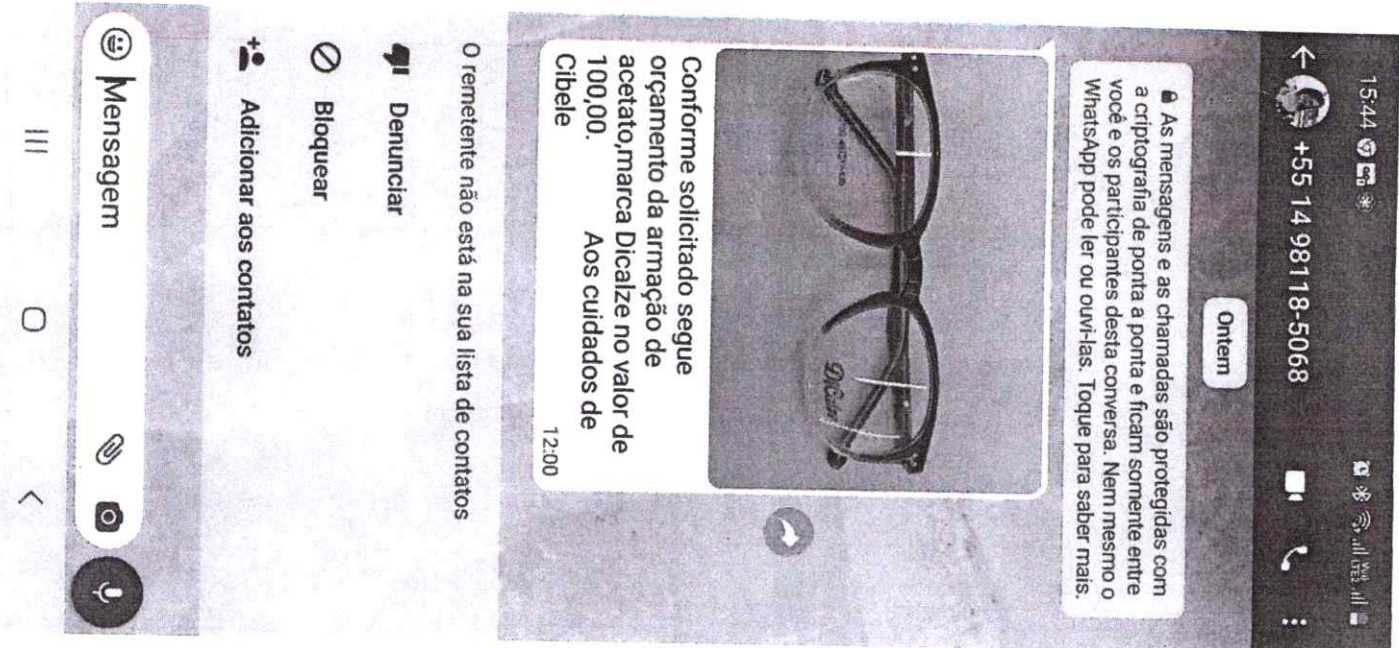 15:44
+55 14 98118-5068
Ontem
As mensagens e as chamadas são protegidas com
a criptografia de ponta a ponta e ficam somente entre
você e os participantes desta conversa. Nem mesmo o
WhatsApp pode ler ou ouvi-las. Toque para saber mais.
Conforme solicitado segue
orçamento da armação de
acetato,marca Dicalze no valor de
100,00. Aos cuidados de
Cibele
12:00
O remetente não está na sua lista de contatos
Denunciar
Bloquear
Adicionar aos contatos
Mensagem